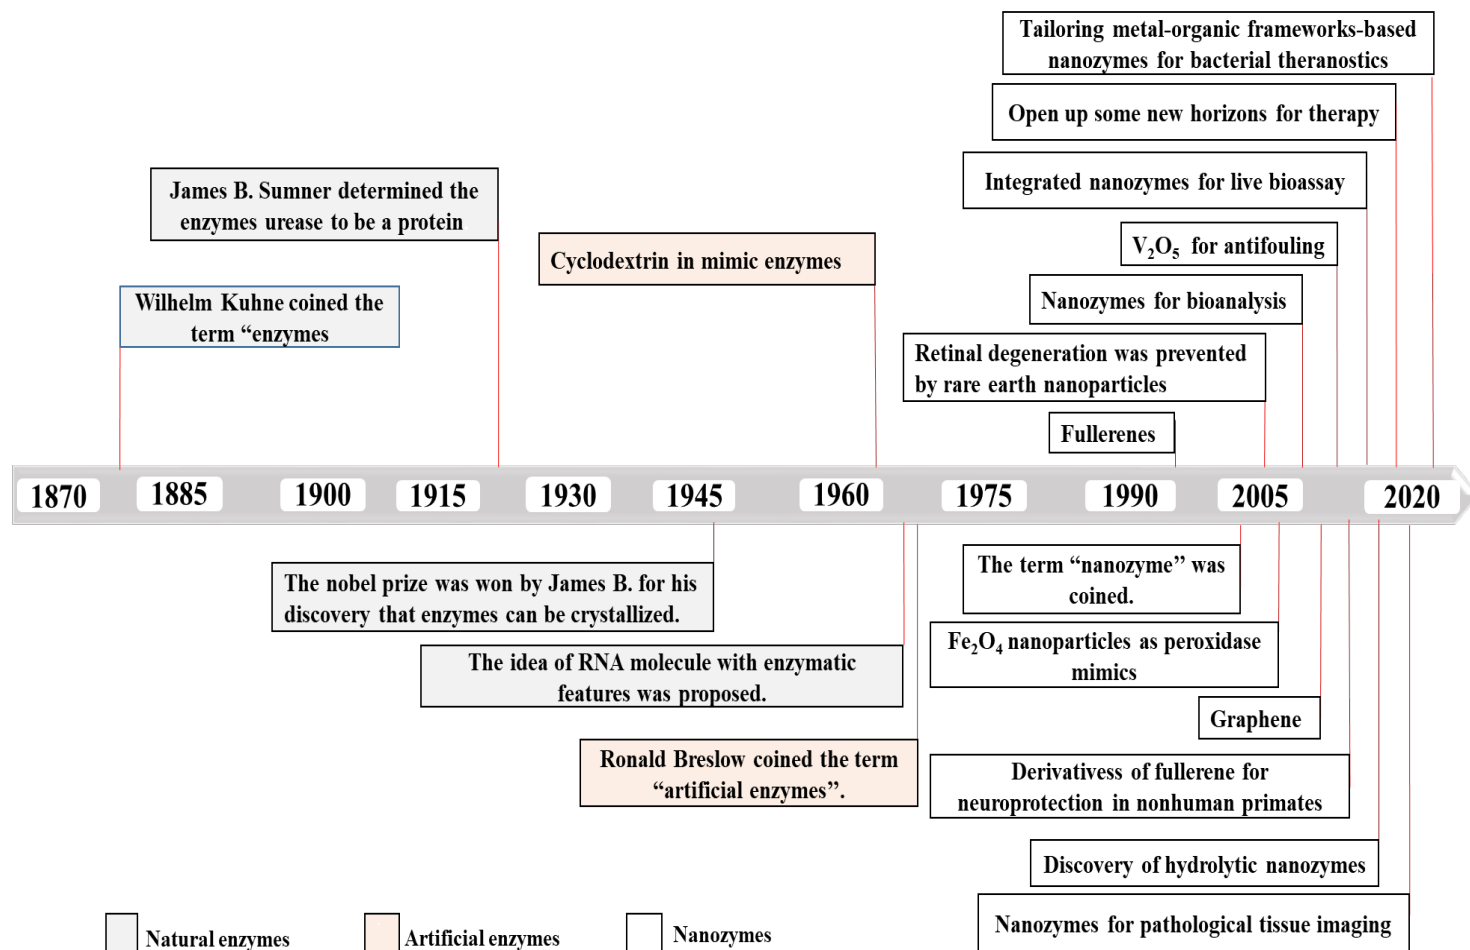 Tailoring metal-organic frameworks-based
nanozymes for bacterial theranostics
Open up some new horizons for therapy
Integrated nanozymes for live bioassay
James B. Sumner determined the
enzymes urease to be a protein
V₂O₅ for antifouling
Cyclodextrin in mimic enzymes
Nanozymes for bioanalysis
Wilhelm Kuhne coined the
term “enzymes
Retinal degeneration was prevented
by rare earth nanoparticles
Fullerenes
1870 1885 1900 1915 1930 1945 1960 1975 1990 2005 2020
The term “nanozyme” was
coined.
The nobel prize was won by James B. for his
discovery that enzymes can be crystallized.
Fe₂O₄ nanoparticles as peroxidase
mimics
The idea of RNA molecule with enzymatic
features was proposed.
Graphene
Ronald Breslow coined the term
“artificial enzymes”.
Derivativess of fullerene for
neuroprotection in nonhuman primates
Discovery of hydrolytic nanozymes
Nanozymes for pathological tissue imaging
Natural enzymes
Artificial enzymes
Nanozymes